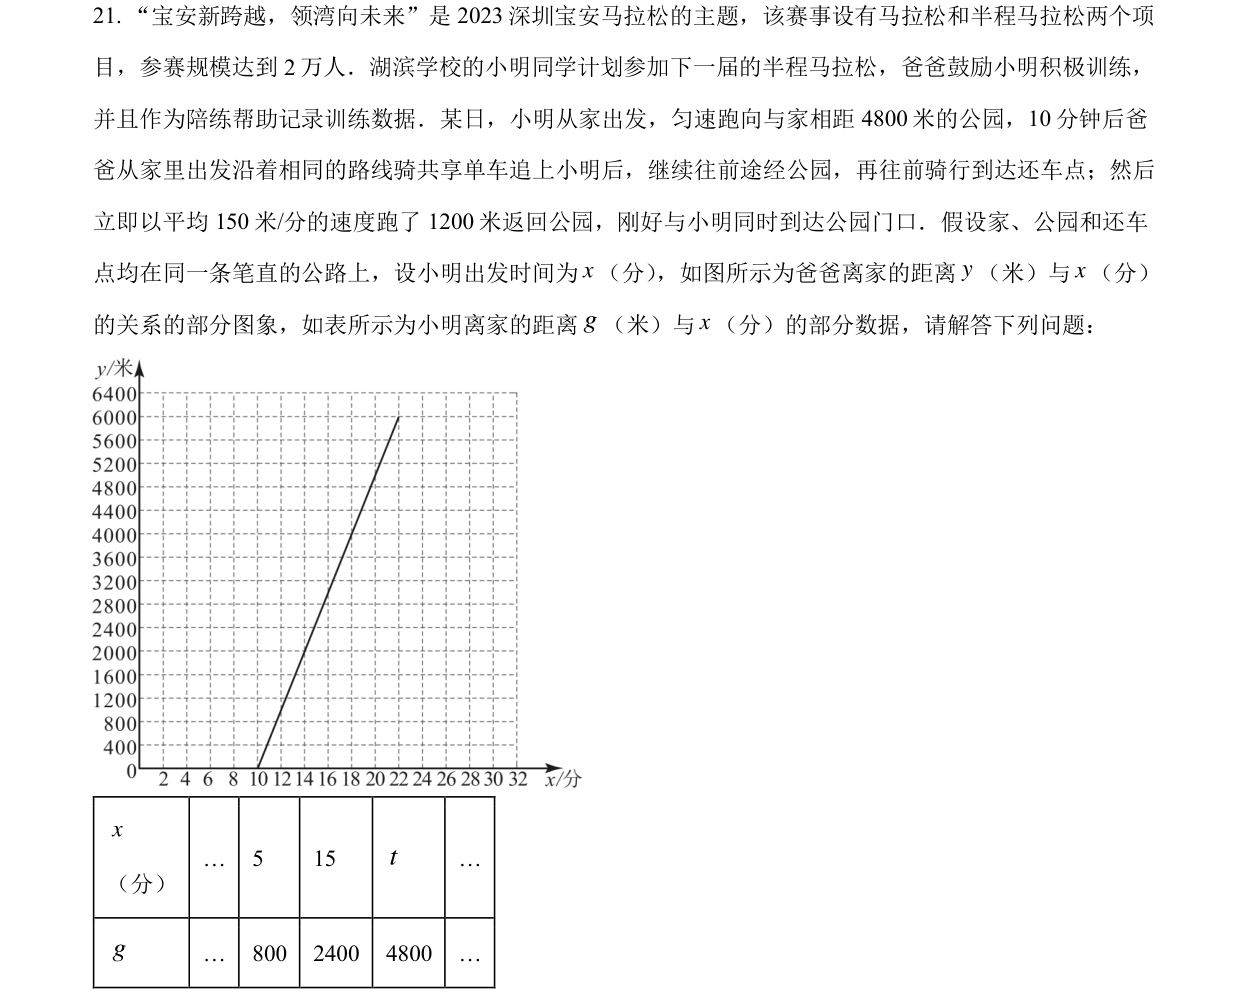 21. “宝安新跨越，领湾向未来”是 2023 深圳宝安马拉松的主题，该赛事设有马拉松和半程马拉松两个项
目，参赛规模达到 2 万人．湖滨学校的小明同学计划参加下一届的半程马拉松，爸爸鼓励小明积极训练，
并且作为陪练帮助记录训练数据．某日，小明从家出发，匀速跑向与家相距 4800 米的公园，10 分钟后爸
爸从家里出发沿着相同的路线骑共享单车追上小明后，继续往前途经公园，再往前骑行到达还车点；然后
立即以平均 150 米/分的速度跑了 1200 米返回公园，刚好与小明同时到达公园门口．假设家、公园和还车
点均在同一条笔直的公路上，设小明出发时间为 x （分），如图所示为爸爸离家的距离 y （米）与 x （分）
的关系的部分图象，如表所示为小明离家的距离 g （米）与 x （分）的部分数据，请解答下列问题：
y/米
6400
6000
5600
5200
4800
4400
4000
3600
3200
2800
2400
2000
1600
1200
800
400
0
2 4 6 8 10 12 14 16 18 20 22 24 26 28 30 32 x/分
x
（分） … 5 15 t …
g … 800 2400 4800 …